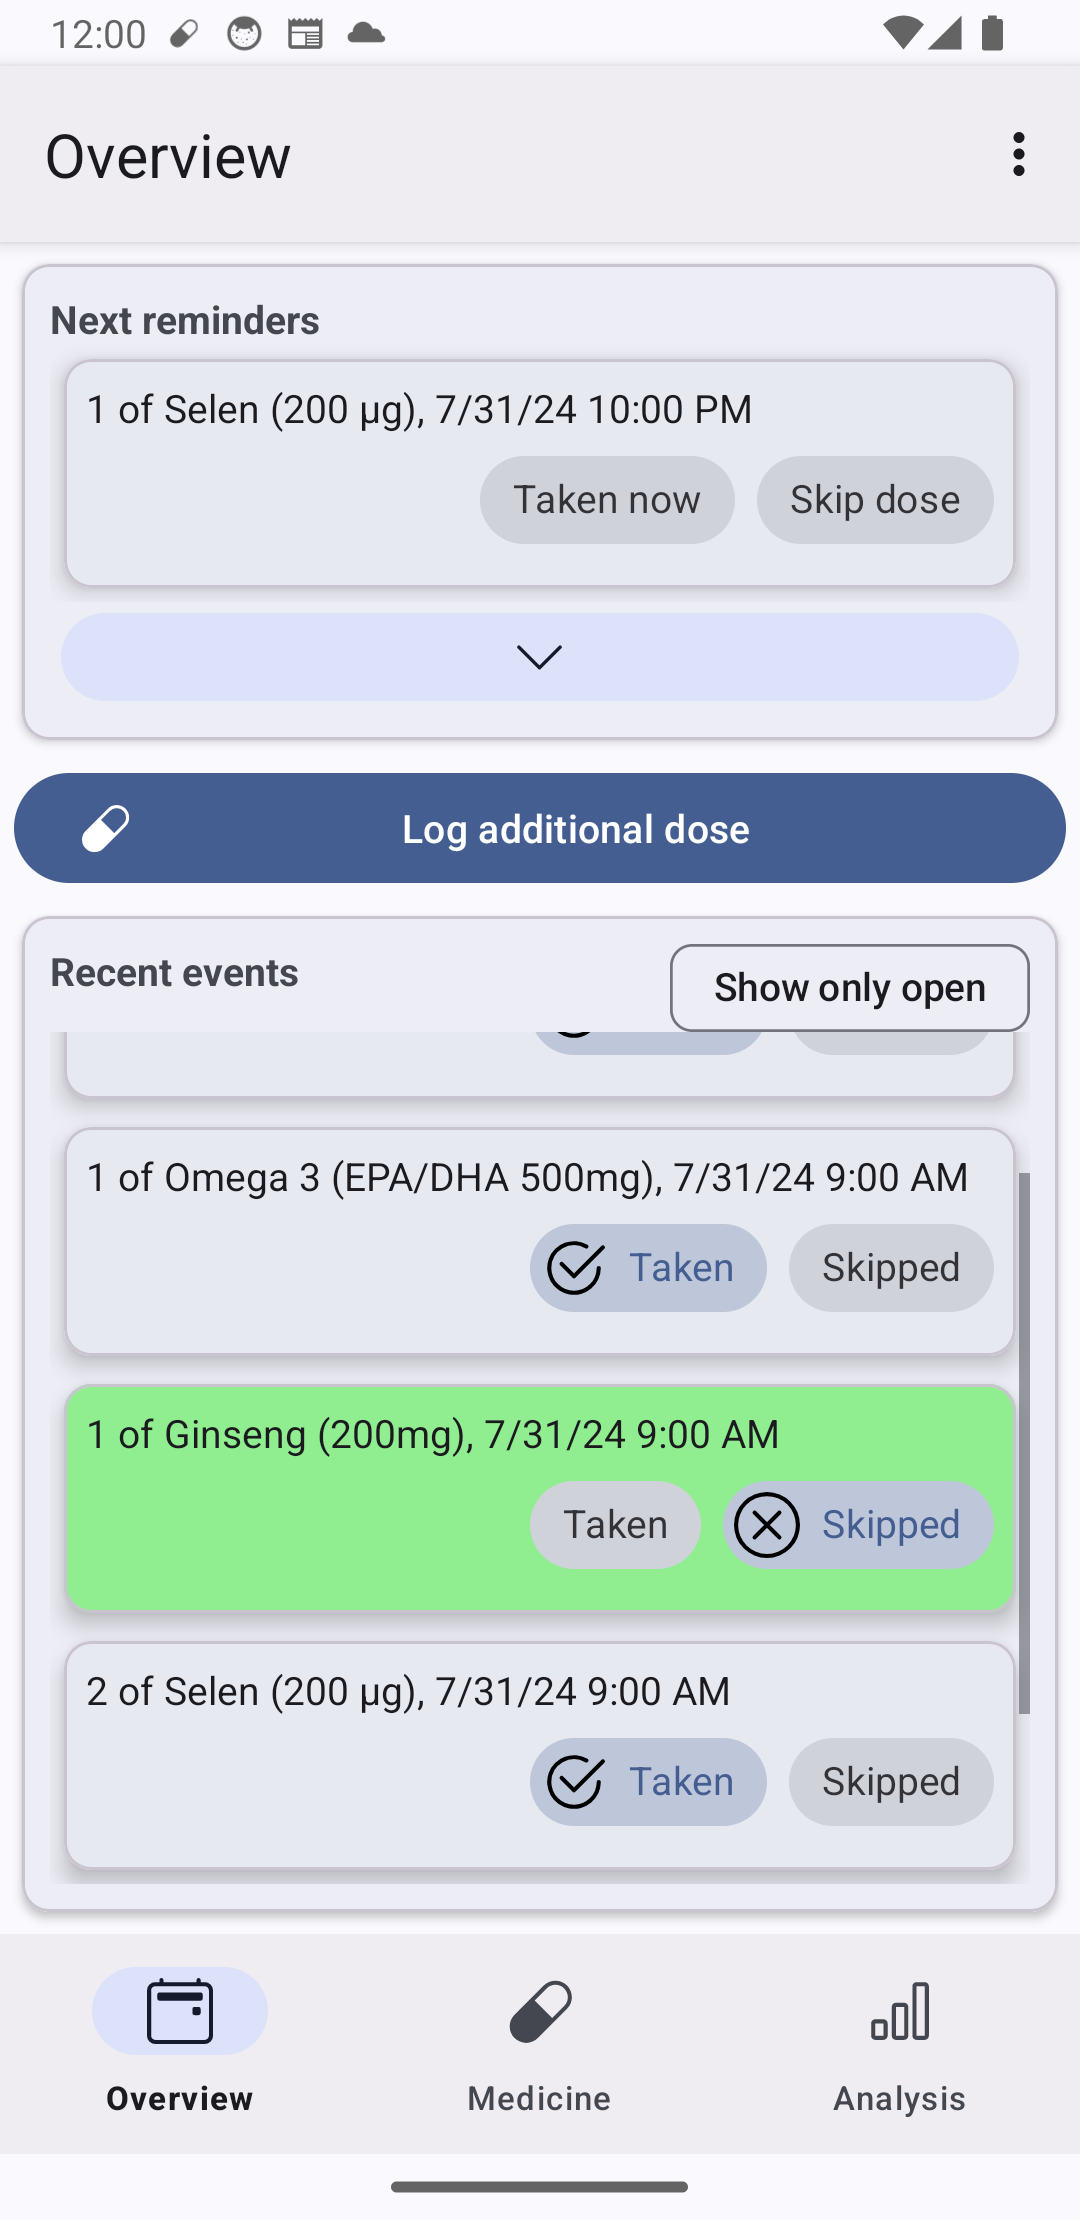 12:00
Overview
Next reminders
1 of Selen (200 µg), 7/31/24 10:00 PM
Taken now Skip dose
Log additional dose
Recent events
Show only open
1 of Omega 3 (EPA/DHA 500mg), 7/31/24 9:00 AM
Taken Skipped
1 of Ginseng (200mg), 7/31/24 9:00 AM
Taken Skipped
2 of Selen (200 µg), 7/31/24 9:00 AM
Taken Skipped
Overview Medicine Analysis